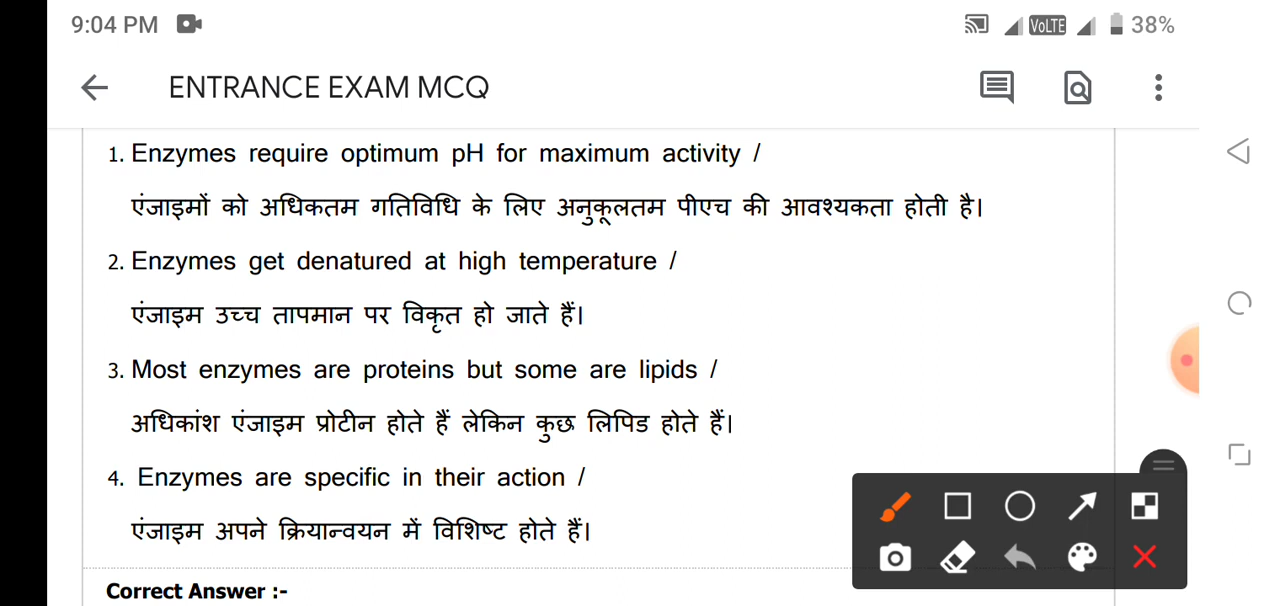 9:04 PM VoLTE 38%
ENTRANCE EXAM MCQ
1. Enzymes require optimum pH for maximum activity /
एंजाइमों को अधिकतम गतिविधि के लिए अनुकूलतम पीएच की आवश्यकता होती है।
2. Enzymes get denatured at high temperature /
एंजाइम उच्च तापमान पर विकृत हो जाते हैं।
3. Most enzymes are proteins but some are lipids /
अधिकांश एंजाइम प्रोटीन होते हैं लेकिन कुछ लिपिड होते हैं।
4. Enzymes are specific in their action /
एंजाइम अपने क्रियान्वयन में विशिष्ट होते हैं।
Correct Answer :-